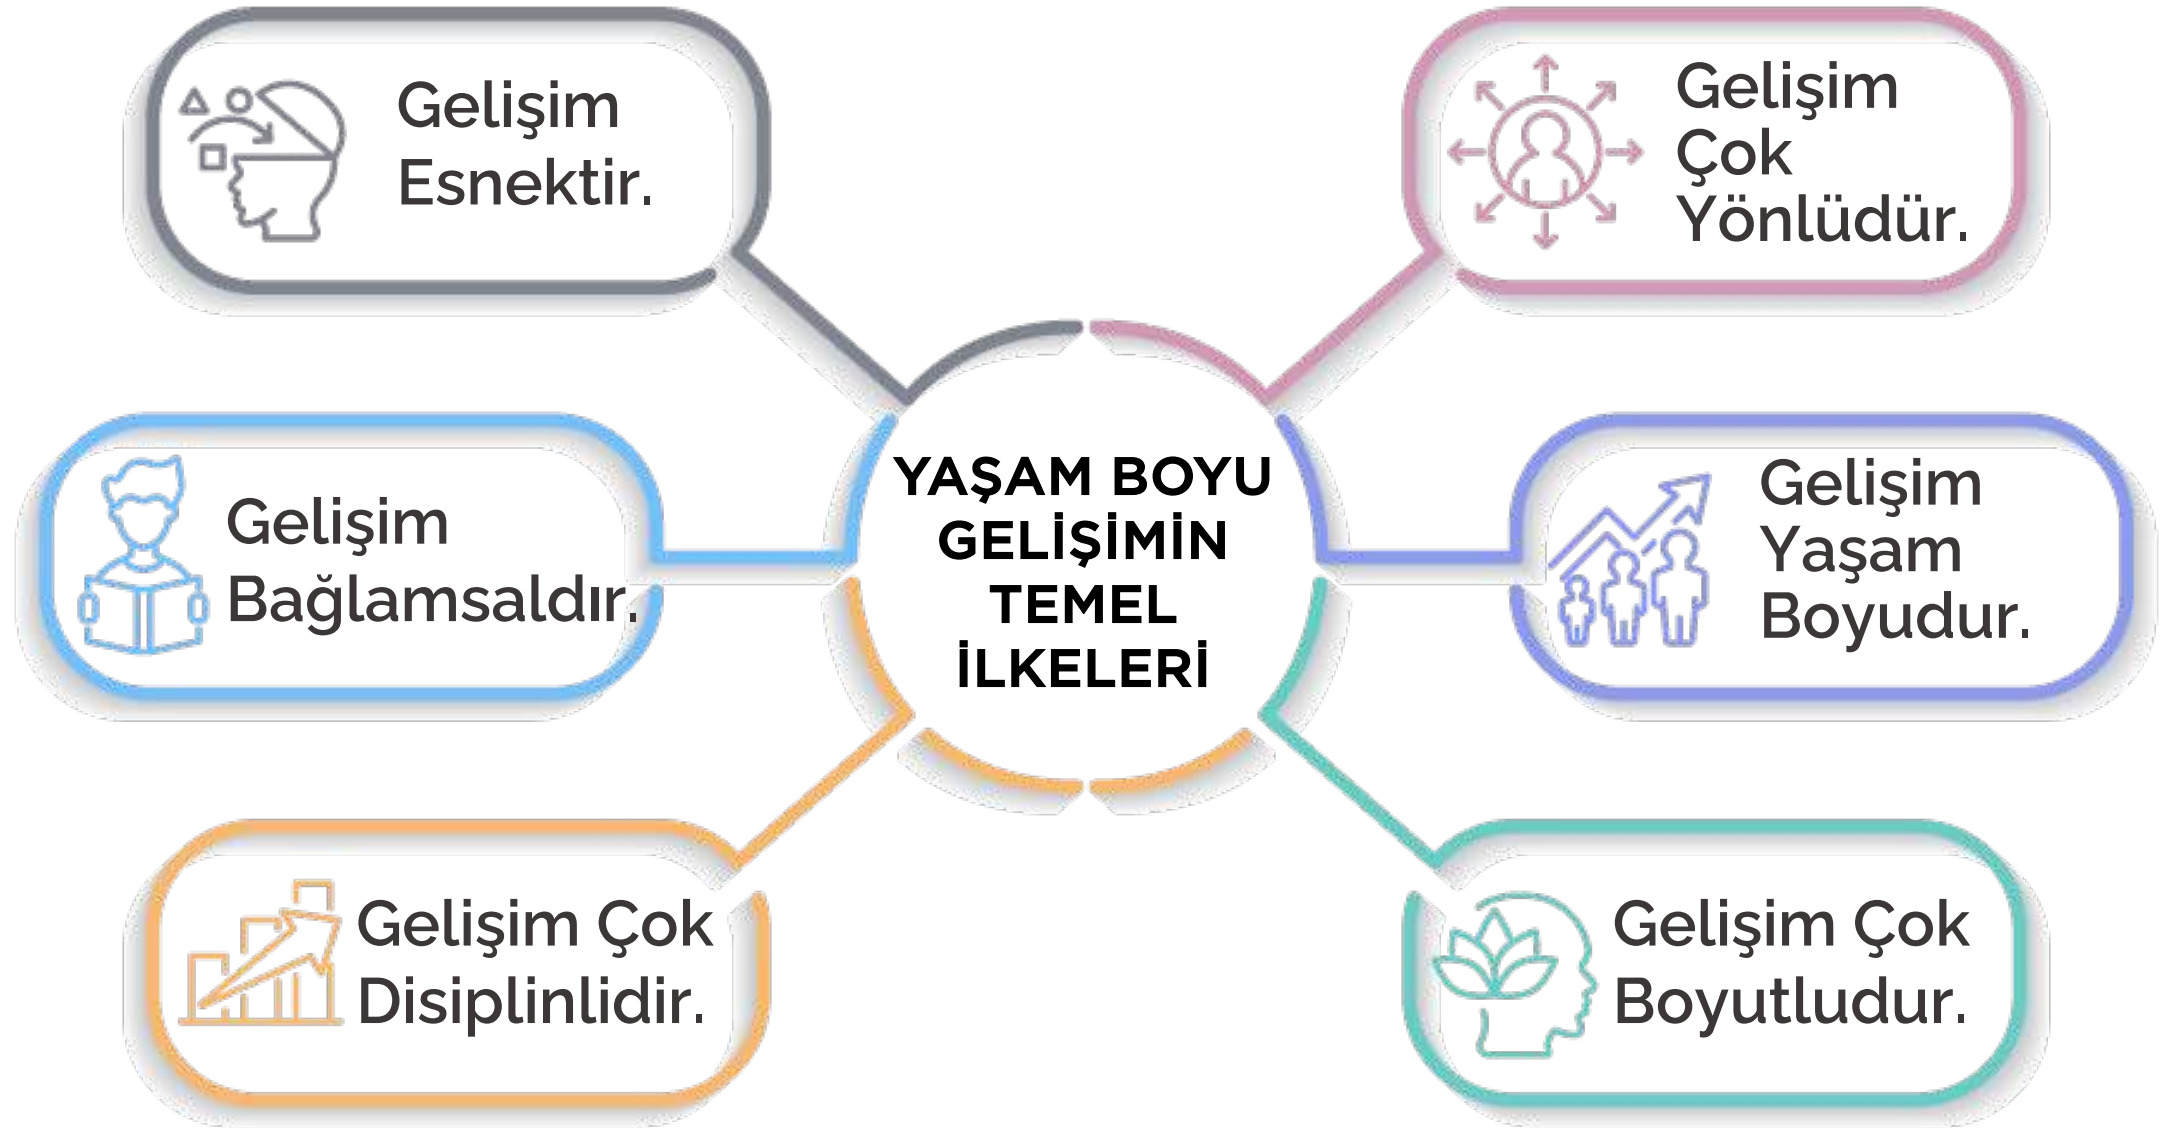 Gelişim
Esnektir.
Gelişim
Çok
Yönlüdür.
YAŞAM BOYU
GELİŞİMİN
TEMEL
İLKELERİ
Gelişim
Bağlamsaldır.
Gelişim
Yaşam
Boyudur.
Gelişim Çok
Disiplinlidir.
Gelişim Çok
Boyutludur.